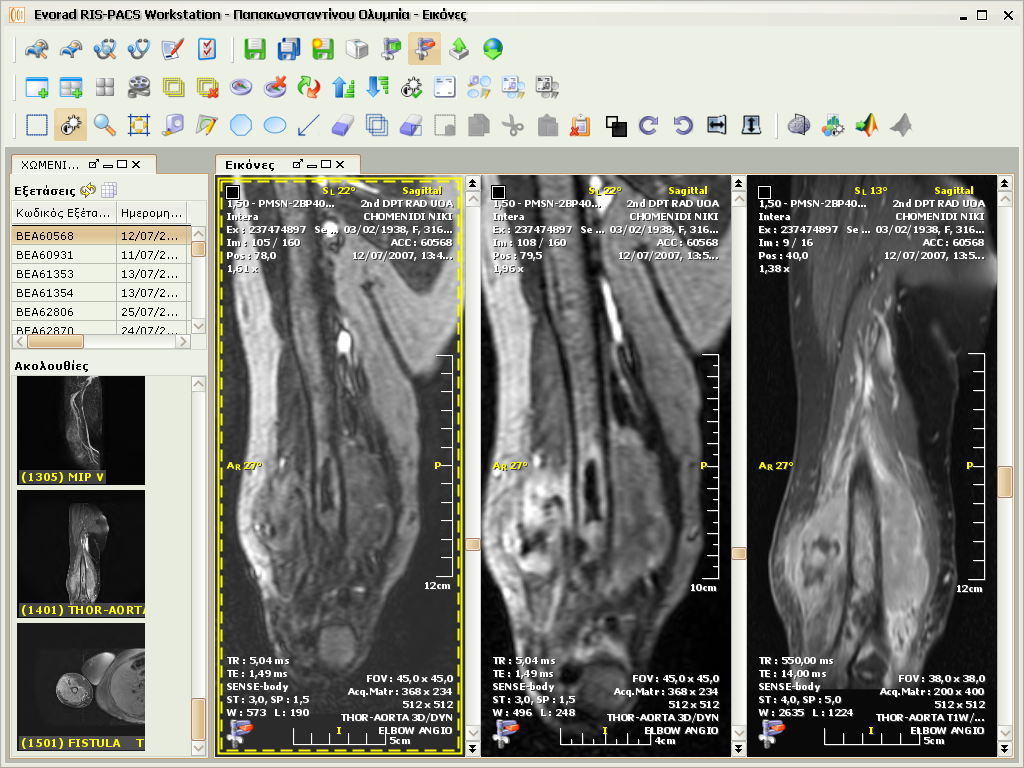 Evorad RIS-PACS Workstation - Παπακωνσταντίνου Ολυμπία - Εικόνες
ΧΩΜΕΝΙ...
Εξετάσεις
Κωδικός Εξέτα... Ημερομη...
BEA60568 12/07/2...
BEA60931 11/07/2...
BEA61353 13/07/2...
BEA61354 13/07/2...
BEA62806 25/07/2...
BEA62870 24/07/2...
Ακολουθίες
(1305) MIP V
(1401) THOR-AORTA
(1501) FISTULA T
Εικόνες
SL 22° Sagittal
1,50 - PMSN-2BP40... 2nd DPT RAD UOA
Intera CHOMENIDI NIKI
Ex : 237474897 Se ... 03/02/1938, F, 316...
Im : 105 / 160 ACC : 60568
Pos : 78,0 12/07/2007, 13:4...
1,61 x
AR 27° P
12cm
TR : 5,04 ms
TE : 1,49 ms FOV : 45,0 x 45,0
SENSE-body Acq.Matr : 368 x 234
ST : 3,0, SP : 1,5 512 x 512
W : 573 L : 190 THOR-AORTA 3D/DYN
I ELBOW ANGIO
5cm
SL 22° Sagittal
1,50 - PMSN-2BP40... 2nd DPT RAD UOA
Intera CHOMENIDI NIKI
Ex : 237474897 Se ... 03/02/1938, F, 316...
Im : 108 / 160 ACC : 60568
Pos : 79,5 12/07/2007, 13:5...
1,96 x
AR 27° P
10cm
TR : 5,04 ms
TE : 1,49 ms FOV : 45,0 x 45,0
SENSE-body Acq.Matr : 368 x 234
ST : 3,0, SP : 1,5 512 x 512
W : 496 L : 248 THOR-AORTA 3D/DYN
I ELBOW ANGIO
4cm
SL 13° Sagittal
1,50 - PMSN-2BP40... 2nd DPT RAD UOA
Intera CHOMENIDI NIKI
Ex : 237474897 Se ... 03/02/1938, F, 316...
Im : 9 / 16 ACC : 60568
Pos : 40,0 12/07/2007, 13:5...
1,38 x
AR 27° P
12cm
TR : 550,00 ms
TE : 14,00 ms FOV : 38,0 x 38,0
SENSE-body Acq.Matr : 200 x 400
ST : 4,0, SP : 5,0 512 x 512
W : 2635 L : 1224 THOR-AORTA T1W/...
I ELBOW ANGIO
5cm